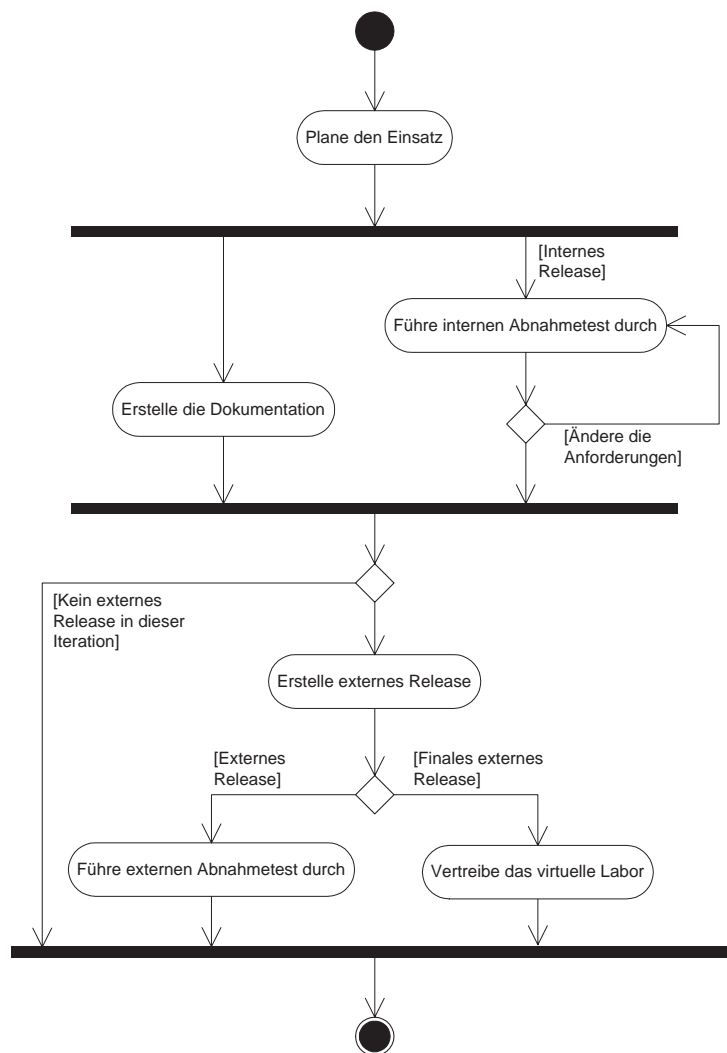 Plane den Einsatz
[Internes
Release]
Führe internen Abnahmetest durch
Erstelle die Dokumentation
[Ändere die
Anforderungen]
[Kein externes
Release in dieser
Iteration]
Erstelle externes Release
[Externes
Release]
[Finales externes
Release]
Führe externen Abnahmetest durch
Vertreibe das virtuelle Labor